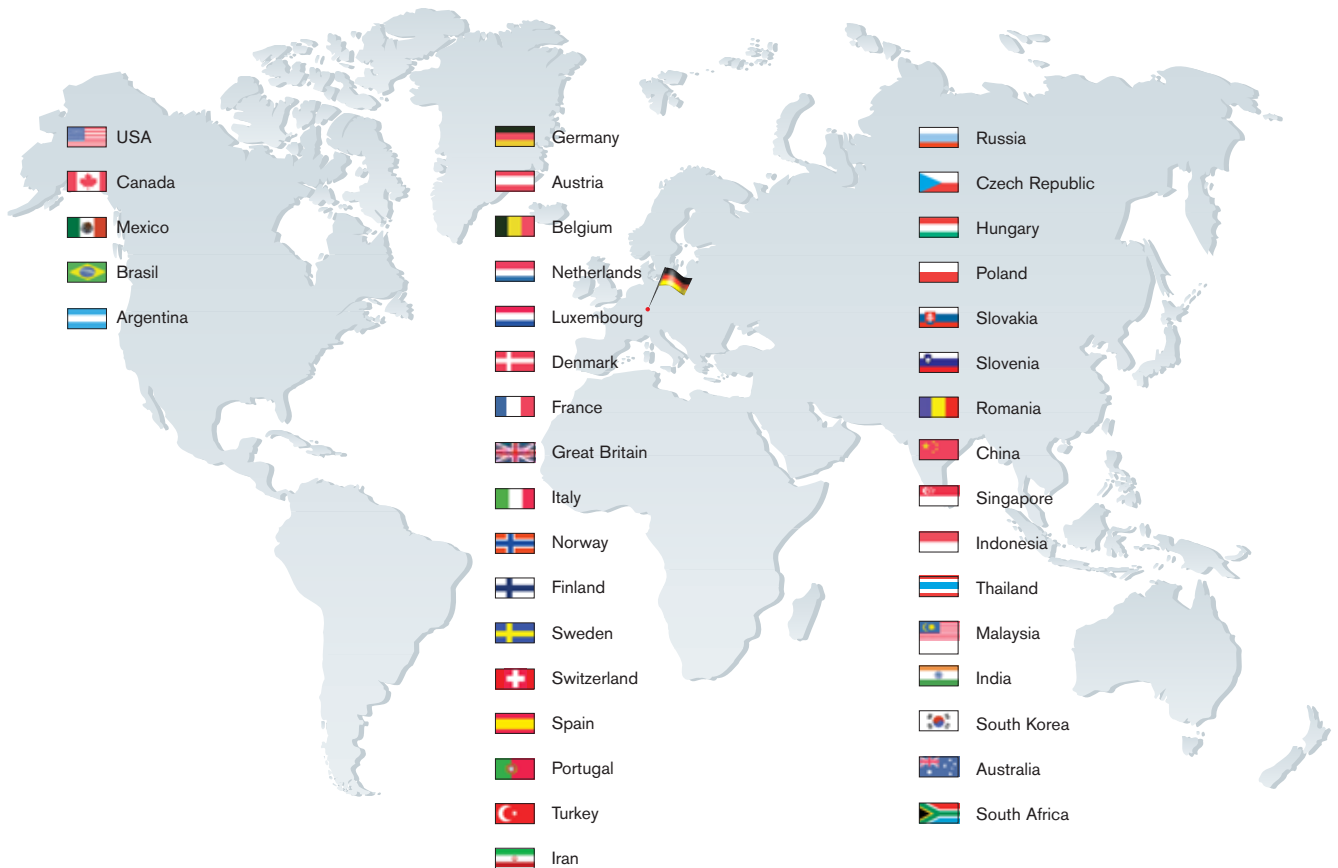 USA
Canada
Mexico
Brasil
Argentina
Germany
Austria
Belgium
Netherlands
Luxembourg
Denmark
France
Great Britain
Italy
Norway
Finland
Sweden
Switzerland
Spain
Portugal
Turkey
Iran
Russia
Czech Republic
Hungary
Poland
Slovakia
Slovenia
Romania
China
Singapore
Indonesia
Thailand
Malaysia
India
South Korea
Australia
South Africa